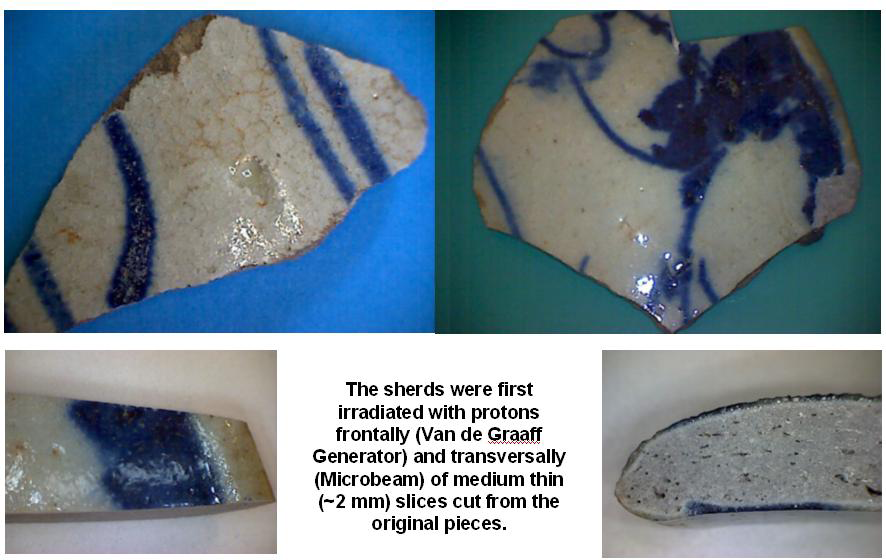 The sherds were first
irradiated with protons
frontally (Van de Graaff
Generator) and transversally
(Microbeam) of medium thin
(~2 mm) slices cut from the
original pieces.